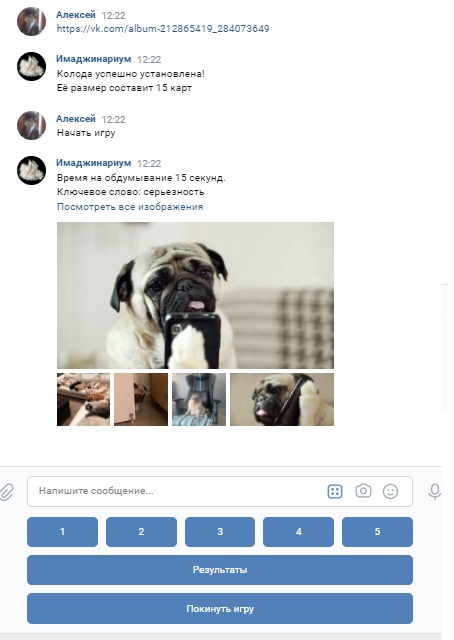 Алексей 12:22
https://vk.com/album-212865419_284073649
Имаджинариум 12:22
Колода успешно установлена!
Её размер составит 15 карт
Алексей 12:22
Начать игру
Имаджинариум 12:22
Время на обдумывание 15 секунд.
Ключевое слово: серьезность
Посмотреть все изображения
Напишите сообщение...
1 2 3 4 5
Результаты
Покинуть игру